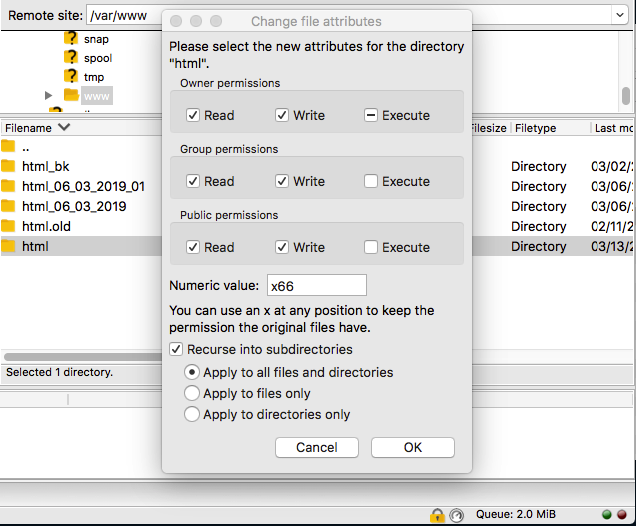 Remote site: /var/www
Change file attributes
snap
spool
tmp
www
Please select the new attributes for the directory
"html".
Owner permissions
Read Write Execute
Group permissions
Read Write Execute
Public permissions
Read Write Execute
Numeric value: x66
You can use an x at any position to keep the
permission the original files have.
Recurse into subdirectories
Apply to all files and directories
Apply to files only
Apply to directories only
Cancel OK
Filename Filesize Filetype Last mo
..
html_bk Directory 03/02/
html_06_03_2019_01 Directory 03/06/
html_06_03_2019 Directory 03/06/
html.old Directory 02/11/2
html Directory 03/13/2
Selected 1 directory.
Queue: 2.0 MiB